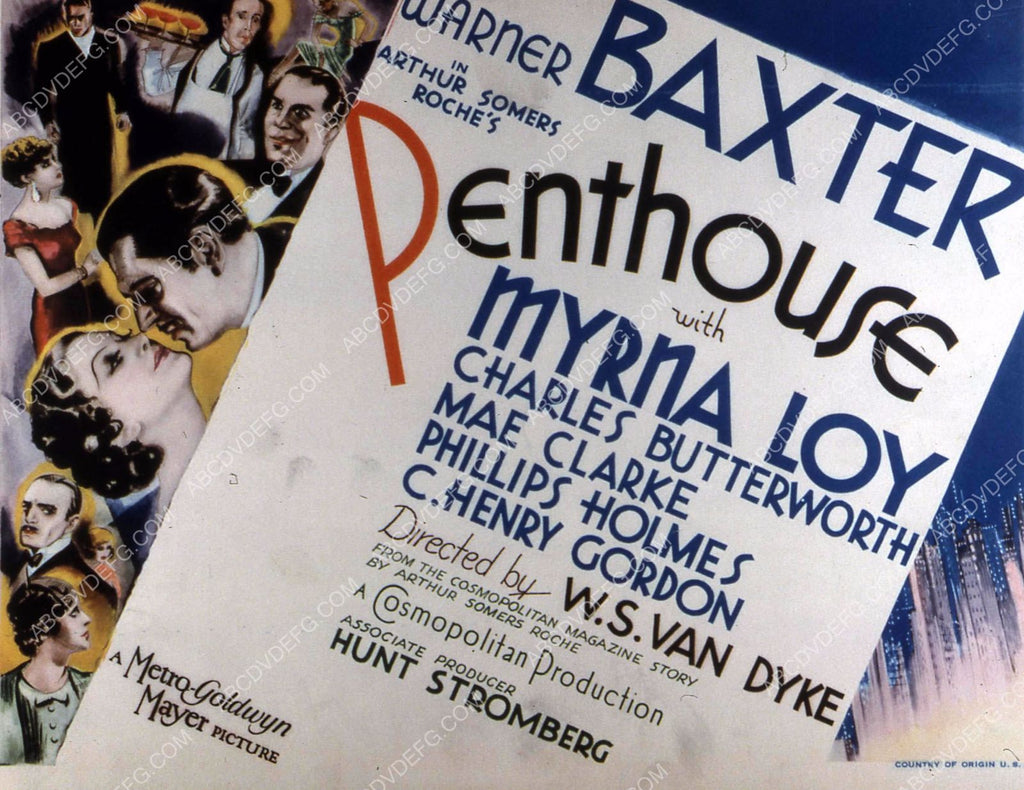 WARNER
BAXTER
IN
ARTHUR SOMERS
ROCHE'S
Penthouse
with
MYRNA LOY
CHARLES BUTTERWORTH
MAE CLARKE
PHILLIPS HOLMES
C. HENRY GORDON
Directed by W.S. VAN DYKE
FROM THE COSMOPOLITAN MAGAZINE STORY
BY ARTHUR SOMERS ROCHE
A Cosmopolitan Production
ASSOCIATE PRODUCER
HUNT STROMBERG
A Metro-Goldwyn
Mayer PICTURE
COUNTRY OF ORIGIN U. S.
ABCDVDEFG.COM